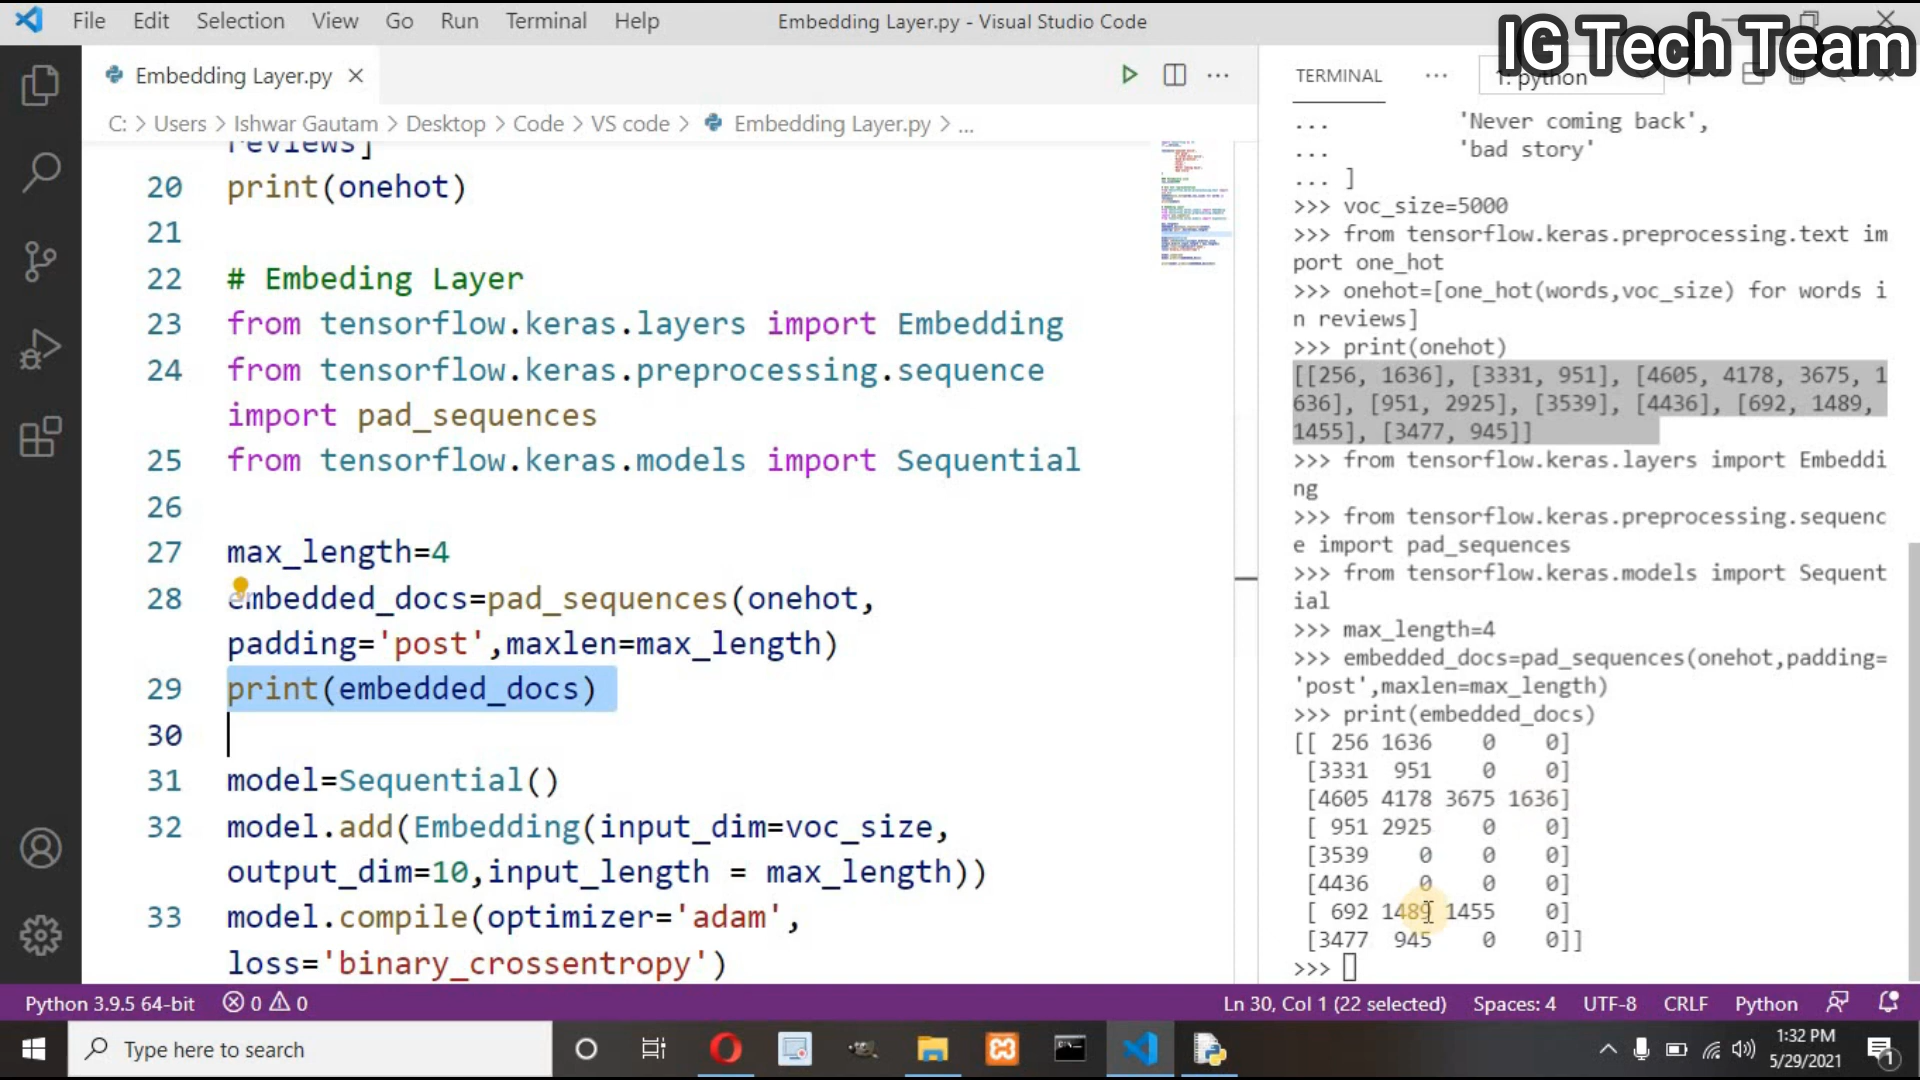 File Edit Selection View Go Run Terminal Help
Embedding Layer.py - Visual Studio Code
IG Tech Team
Embedding Layer.py
C: > Users > Ishwar Gautam > Desktop > Code > VS code > Embedding Layer.py > ...
reviews]
20 print(onehot)
21
22 # Embeding Layer
23 from tensorflow.keras.layers import Embedding
24 from tensorflow.keras.preprocessing.sequence
import pad_sequences
25 from tensorflow.keras.models import Sequential
26
27 max_length=4
28 embedded_docs=pad_sequences(onehot,
padding='post',maxlen=max_length)
29 print(embedded_docs)
30
31 model=Sequential()
32 model.add(Embedding(input_dim=voc_size,
output_dim=10,input_length = max_length))
33 model.compile(optimizer='adam',
loss='binary_crossentropy')
TERMINAL ... 1: python
... 'Never coming back',
... 'bad story'
... ]
>>> voc_size=5000
>>> from tensorflow.keras.preprocessing.text im
port one_hot
>>> onehot=[one_hot(words,voc_size) for words i
n reviews]
>>> print(onehot)
[[256, 1636], [3331, 951], [4605, 4178, 3675, 1
636], [951, 2925], [3539], [4436], [692, 1489,
1455], [3477, 945]]
>>> from tensorflow.keras.layers import Embeddi
ng
>>> from tensorflow.keras.preprocessing.sequenc
e import pad_sequences
>>> from tensorflow.keras.models import Sequent
ial
>>> max_length=4
>>> embedded_docs=pad_sequences(onehot,padding=
'post',maxlen=max_length)
>>> print(embedded_docs)
[[ 256 1636    0    0]
 [3331  951    0    0]
 [4605 4178 3675 1636]
 [ 951 2925    0    0]
 [3539    0    0    0]
 [4436    0    0    0]
 [ 692 1489 1455    0]
 [3477  945    0    0]]
>>>
Python 3.9.5 64-bit 0 0 Ln 30, Col 1 (22 selected) Spaces: 4 UTF-8 CRLF Python
Type here to search
1:32 PM
5/29/2021
1